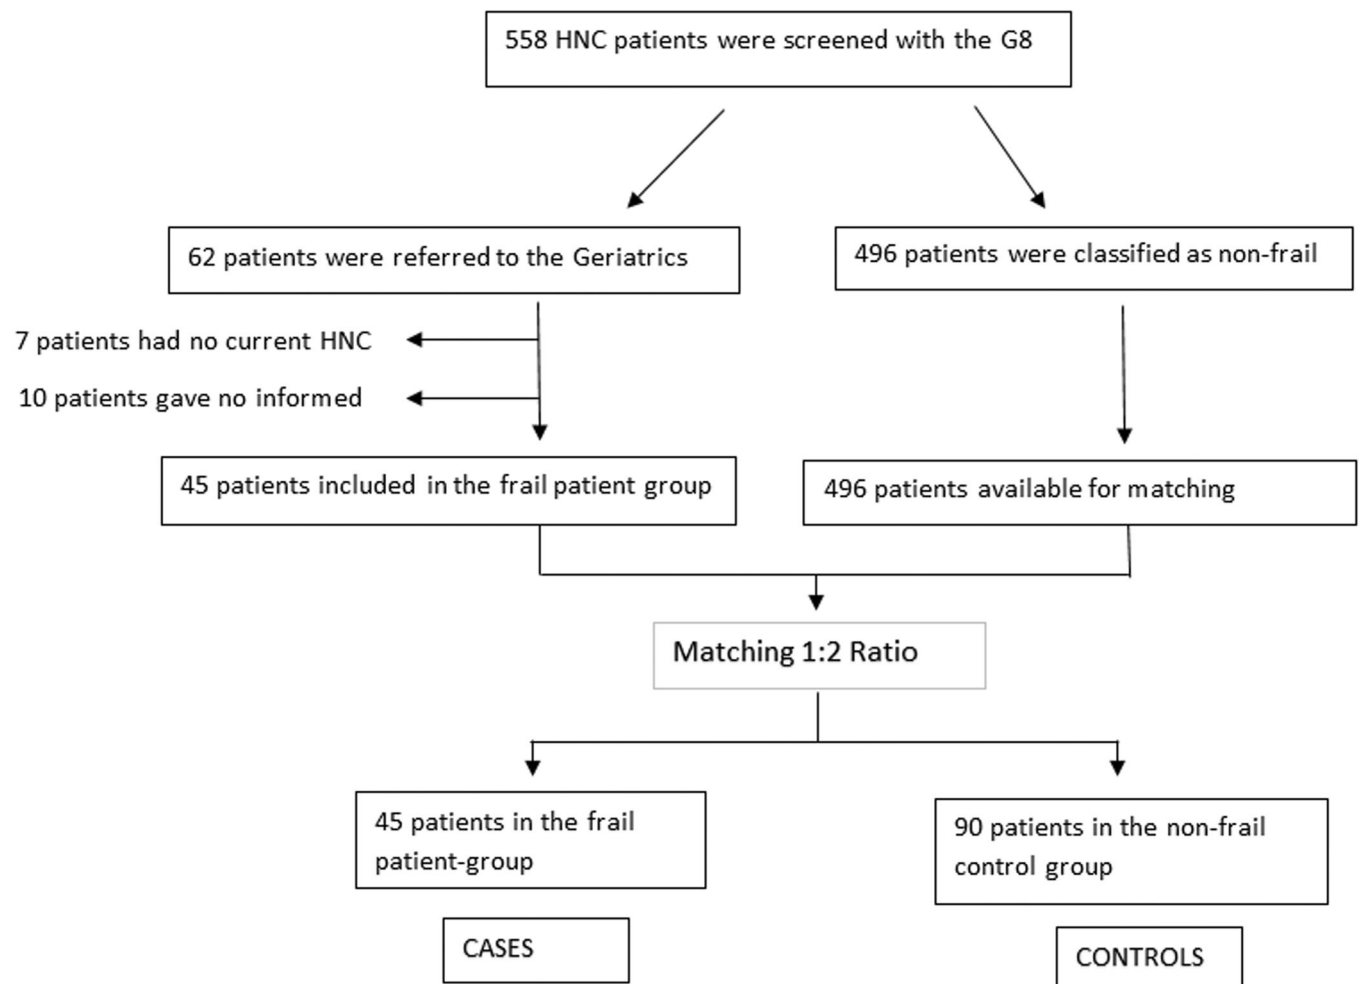 558 HNC patients were screened with the G8
62 patients were referred to the Geriatrics
496 patients were classified as non-frail
7 patients had no current HNC
10 patients gave no informed
45 patients included in the frail patient group
496 patients available for matching
Matching 1:2 Ratio
45 patients in the frail
patient-group
90 patients in the non-frail
control group
CASES
CONTROLS